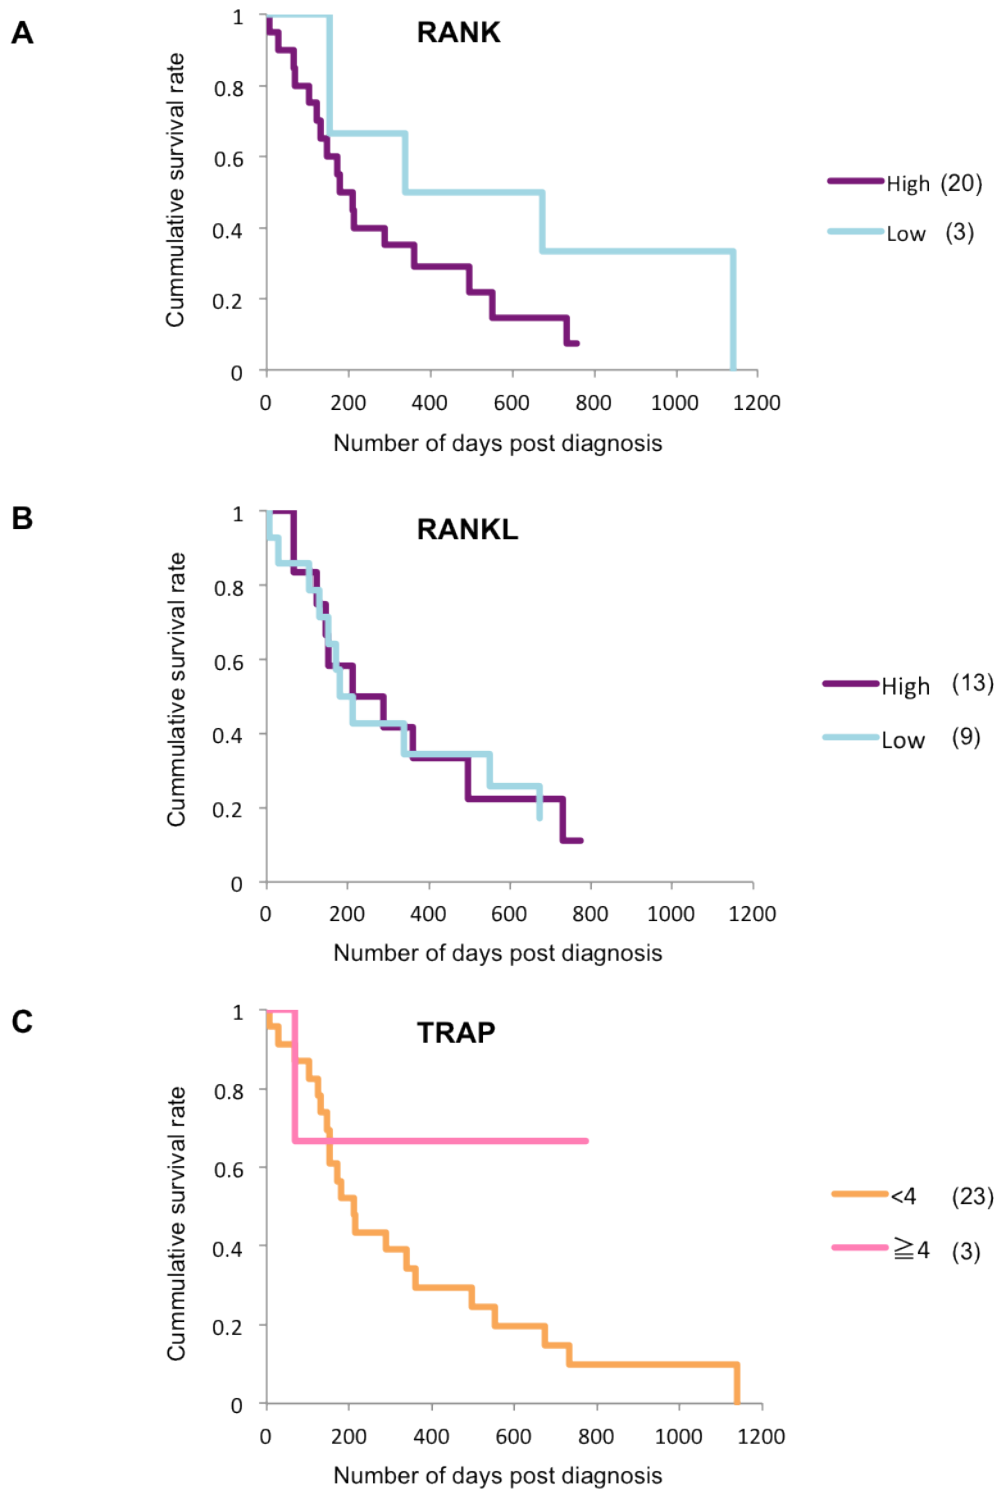 A
RANK
Cummulative survival rate
1
0.8
0.6
0.4
0.2
0
0 200 400 600 800 1000 1200
Number of days post diagnosis
High (20)
Low (3)
B
RANKL
Cummulative survival rate
1
0.8
0.6
0.4
0.2
0
0 200 400 600 800 1000 1200
Number of days post diagnosis
High (13)
Low (9)
C
TRAP
Cummulative survival rate
1
0.8
0.6
0.4
0.2
0
0 200 400 600 800 1000 1200
Number of days post diagnosis
<4 (23)
≧4 (3)